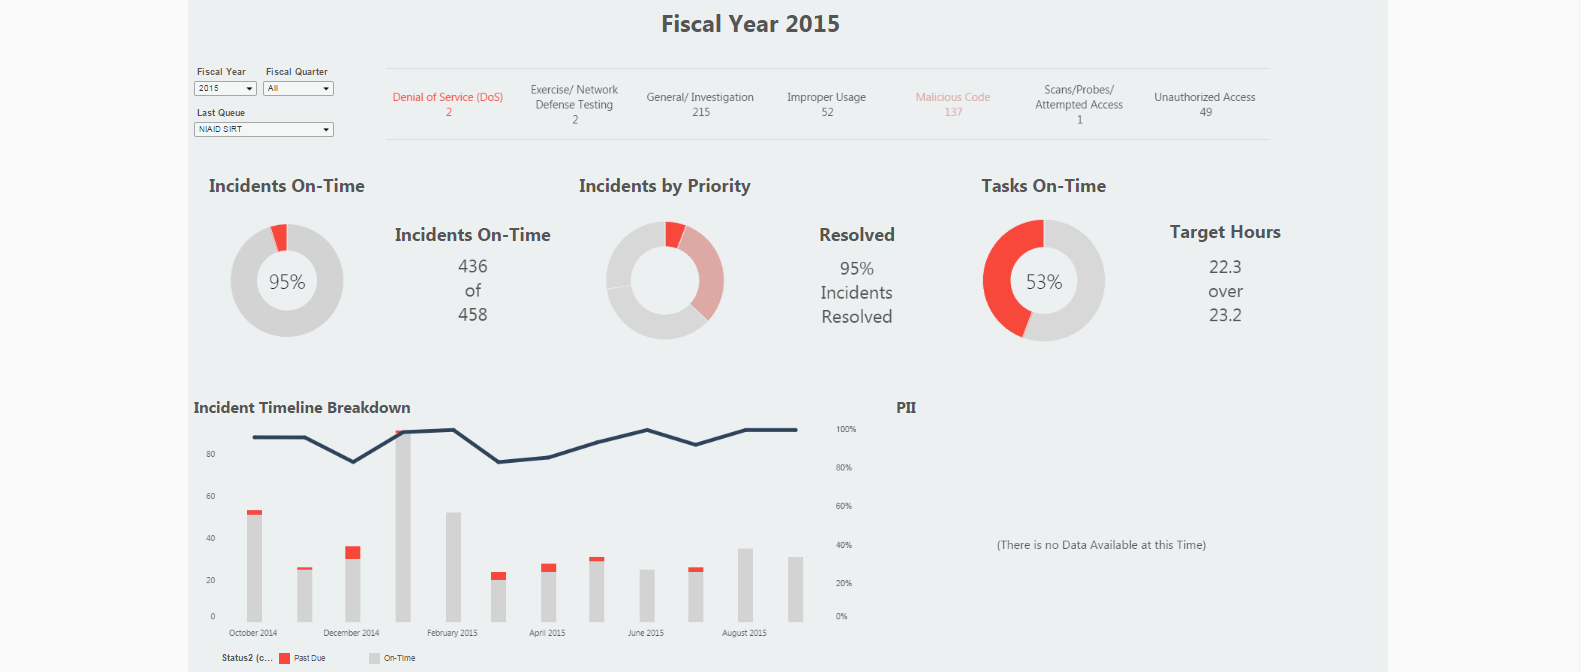 Fiscal Year 2015
Fiscal Year
Fiscal Quarter
2015
All
Last Queue
NIAID SIRT
Denial of Service (DoS)
2
Exercise/ Network
Defense Testing
2
General/ Investigation
215
Improper Usage
52
Malicious Code
137
Scans/Probes/
Attempted Access
1
Unauthorized Access
49
Incidents On-Time
95%
Incidents On-Time
436
of
458
Incidents by Priority
Resolved
95%
Incidents
Resolved
Tasks On-Time
53%
Target Hours
22.3
over
23.2
Incident Timeline Breakdown
80
60
40
20
0
100%
80%
60%
40%
20%
0%
October 2014
December 2014
February 2015
April 2015
June 2015
August 2015
Status2 (c...
Past Due
On-Time
PII
(There is no Data Available at this Time)